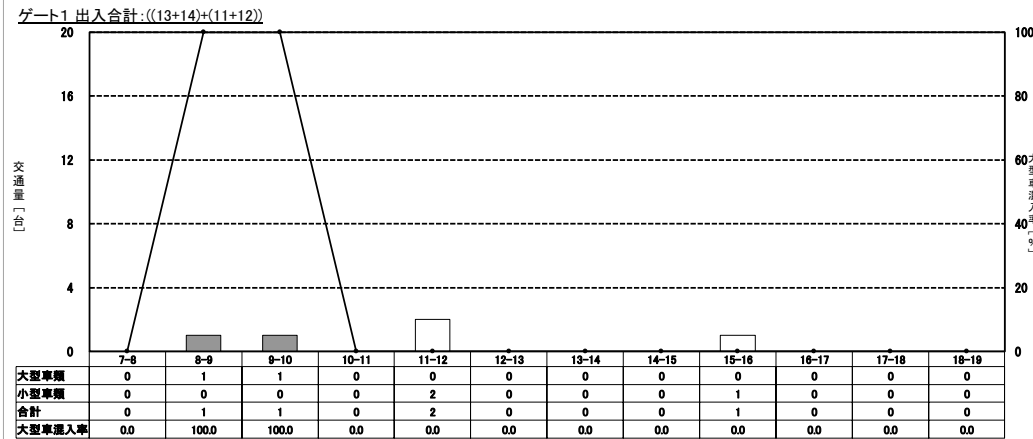 ゲート1 出入合計:((13+14)+(11+12))
20
16
12
8
4
0
交通量[台]
100
80
60
40
20
0
大型車混入率[%]
7-8 8-9 9-10 10-11 11-12 12-13 13-14 14-15 15-16 16-17 17-18 18-19
大型車類 0 1 1 0 0 0 0 0 0 0 0 0
小型車類 0 0 0 0 2 0 0 0 1 0 0 0
合計 0 1 1 0 2 0 0 0 1 0 0 0
大型車混入率 0.0 100.0 100.0 0.0 0.0 0.0 0.0 0.0 0.0 0.0 0.0 0.0